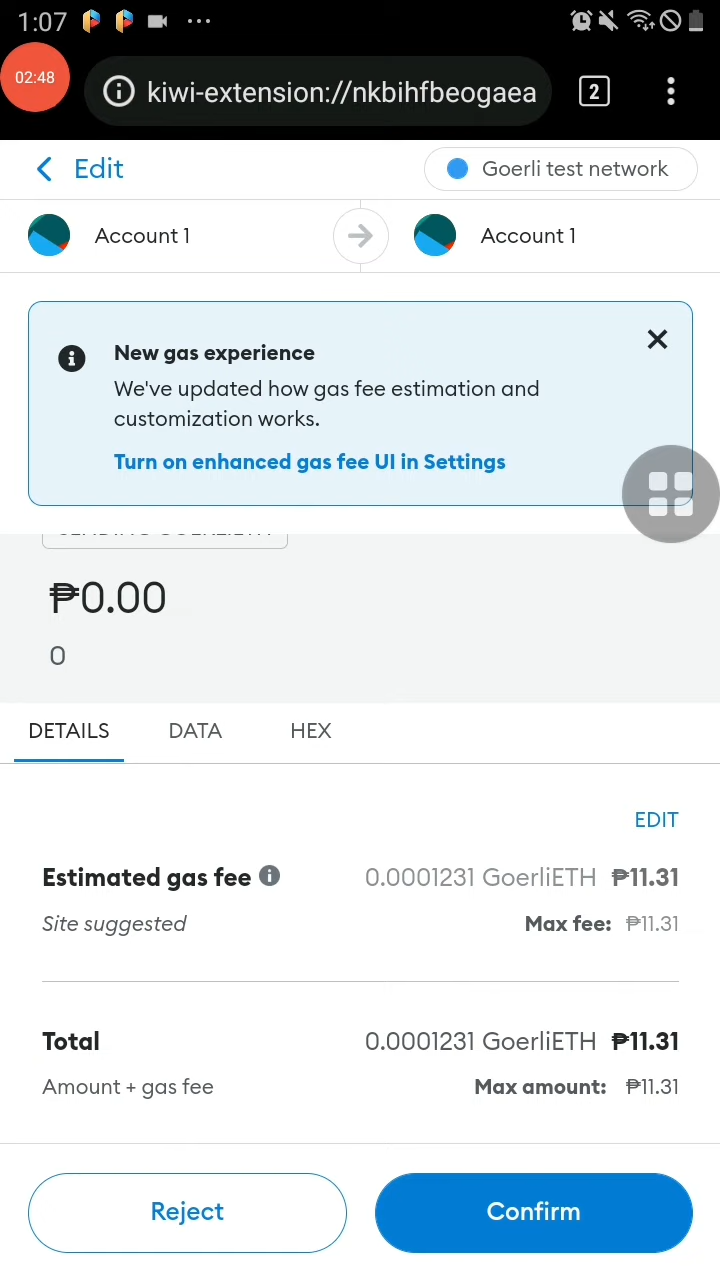 1:07
02:48
kiwi-extension://nkbihfbeogaea
2
Edit
Goerli test network
Account 1
Account 1
New gas experience
We've updated how gas fee estimation and
customization works.
Turn on enhanced gas fee UI in Settings
₱0.00
0
DETAILS DATA HEX
EDIT
Estimated gas fee 0.0001231 GoerliETH ₱11.31
Site suggested Max fee: ₱11.31
Total 0.0001231 GoerliETH ₱11.31
Amount + gas fee Max amount: ₱11.31
Reject
Confirm